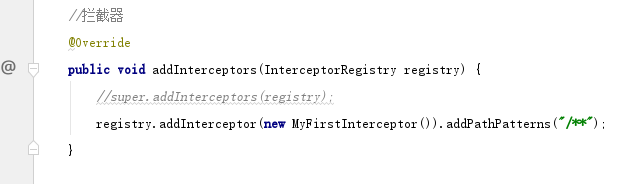 //拦截器
@Override
@
public void addInterceptors(InterceptorRegistry registry) {
//super.addInterceptors(registry);
registry.addInterceptor(new MyFirstInterceptor()).addPathPatterns("/**");
}